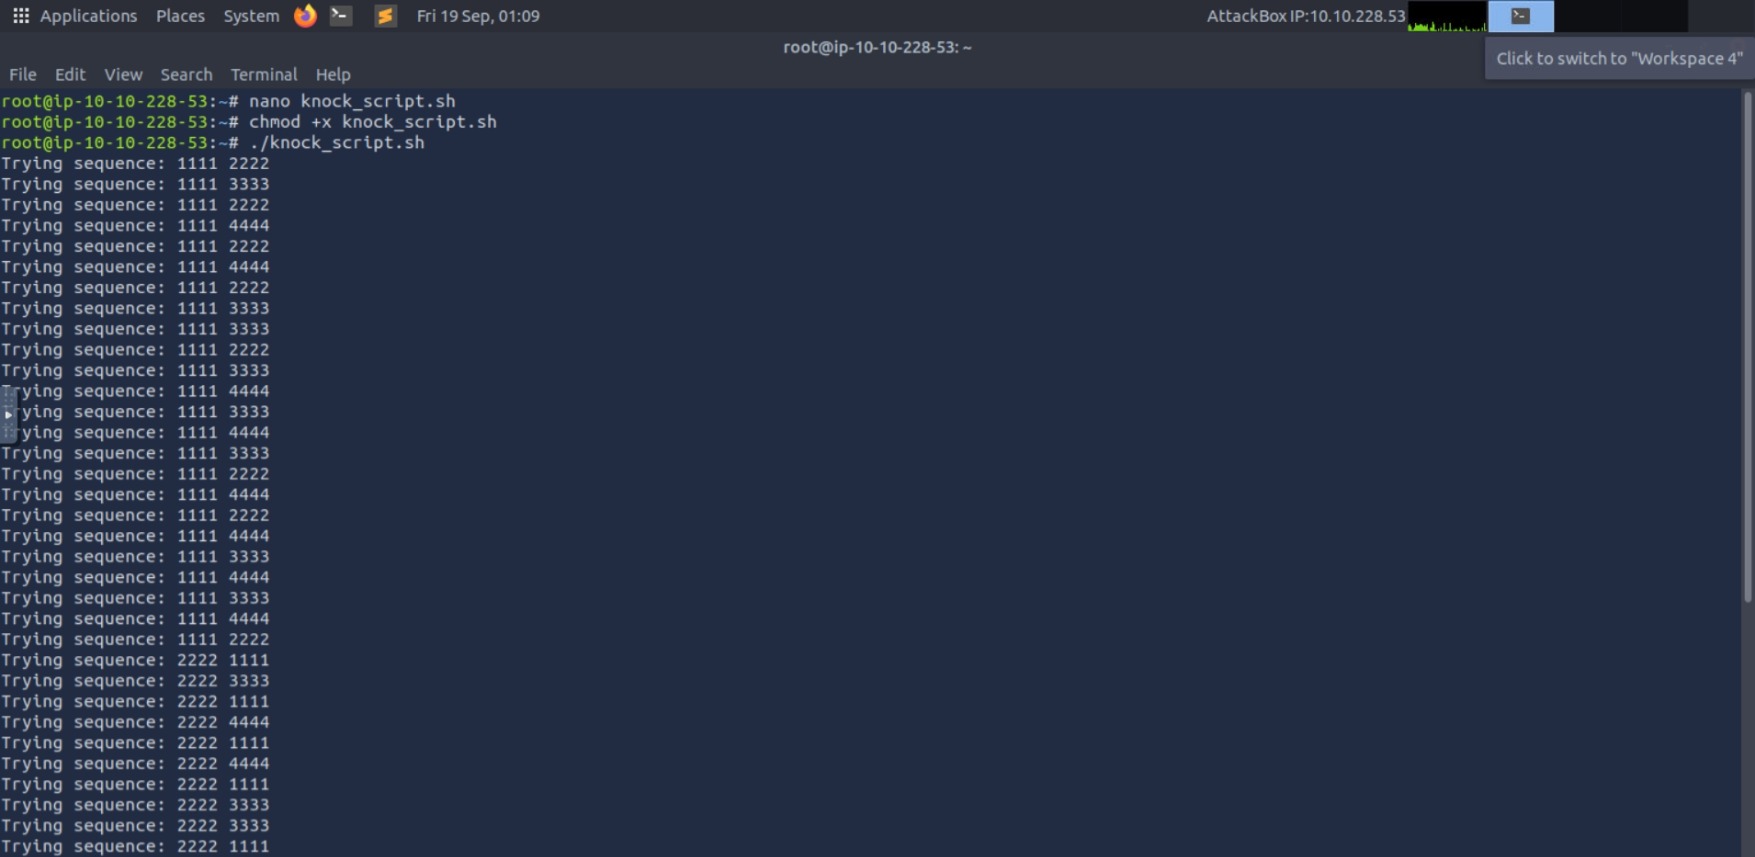 Applications Places System Fri 19 Sep, 01:09 AttackBox IP:10.10.228.53
root@ip-10-10-228-53: ~
Click to switch to "Workspace 4"
File Edit View Search Terminal Help
root@ip-10-10-228-53:~# nano knock_script.sh
root@ip-10-10-228-53:~# chmod +x knock_script.sh
root@ip-10-10-228-53:~# ./knock_script.sh
Trying sequence: 1111 2222
Trying sequence: 1111 3333
Trying sequence: 1111 2222
Trying sequence: 1111 4444
Trying sequence: 1111 2222
Trying sequence: 1111 4444
Trying sequence: 1111 2222
Trying sequence: 1111 3333
Trying sequence: 1111 3333
Trying sequence: 1111 2222
Trying sequence: 1111 3333
Trying sequence: 1111 4444
Trying sequence: 1111 3333
Trying sequence: 1111 4444
Trying sequence: 1111 3333
Trying sequence: 1111 2222
Trying sequence: 1111 4444
Trying sequence: 1111 2222
Trying sequence: 1111 4444
Trying sequence: 1111 3333
Trying sequence: 1111 4444
Trying sequence: 1111 3333
Trying sequence: 1111 4444
Trying sequence: 1111 2222
Trying sequence: 2222 1111
Trying sequence: 2222 3333
Trying sequence: 2222 1111
Trying sequence: 2222 4444
Trying sequence: 2222 1111
Trying sequence: 2222 4444
Trying sequence: 2222 1111
Trying sequence: 2222 3333
Trying sequence: 2222 3333
Trying sequence: 2222 1111